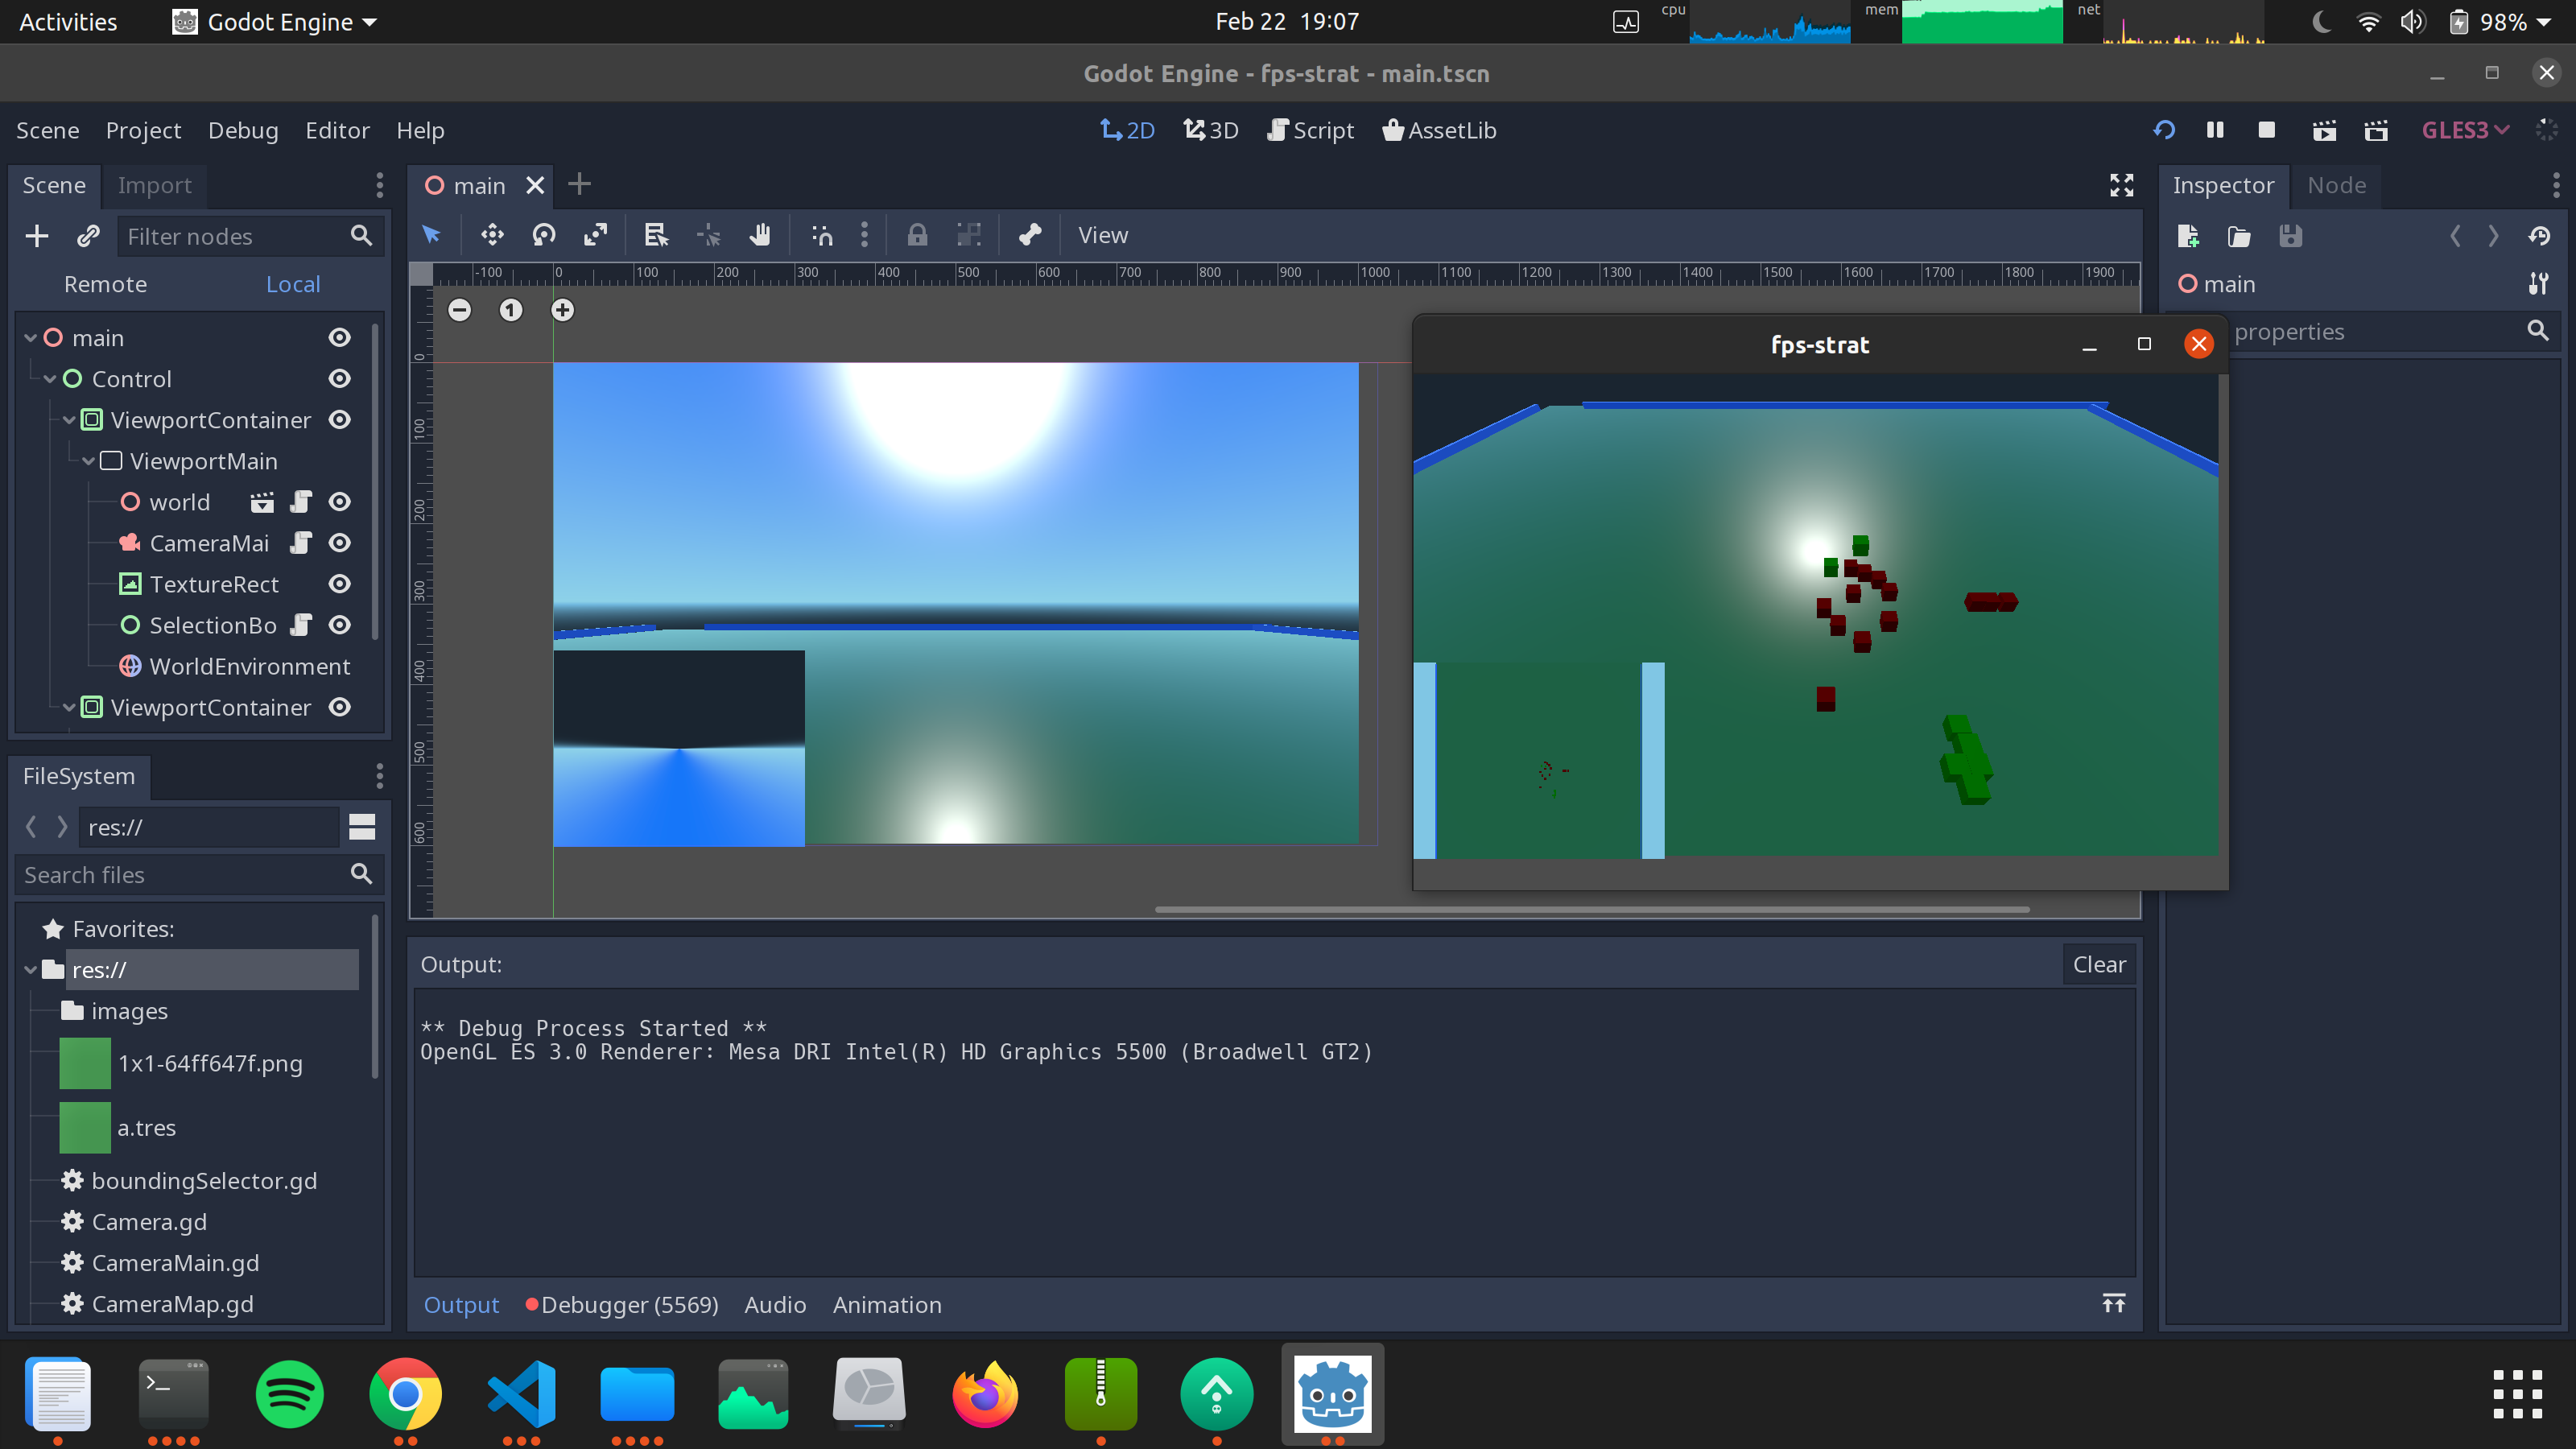 Activities Godot Engine Feb 22 19:07 cpu mem net 98%
Godot Engine - fps-strat - main.tscn
Scene Project Debug Editor Help 2D 3D Script AssetLib GLES3
Scene Import main Inspector Node
Filter nodes View
Remote Local -100 0 100 200 300 400 500 600 700 800 900 1000 1100 1200 1300 1400 1500 1600 1700 1800 1900 main
1
main
Control
ViewportContainer
ViewportMain
world
CameraMai
TextureRect
SelectionBo
WorldEnvironment
ViewportContainer
0
100
200
300
400
500
600
fps-strat
properties
FileSystem
res://
Search files
Favorites:
res://
images
1x1-64ff647f.png
a.tres
boundingSelector.gd
Camera.gd
CameraMain.gd
CameraMap.gd
Output: Clear
** Debug Process Started **
OpenGL ES 3.0 Renderer: Mesa DRI Intel(R) HD Graphics 5500 (Broadwell GT2)
Output Debugger (5569) Audio Animation
>_